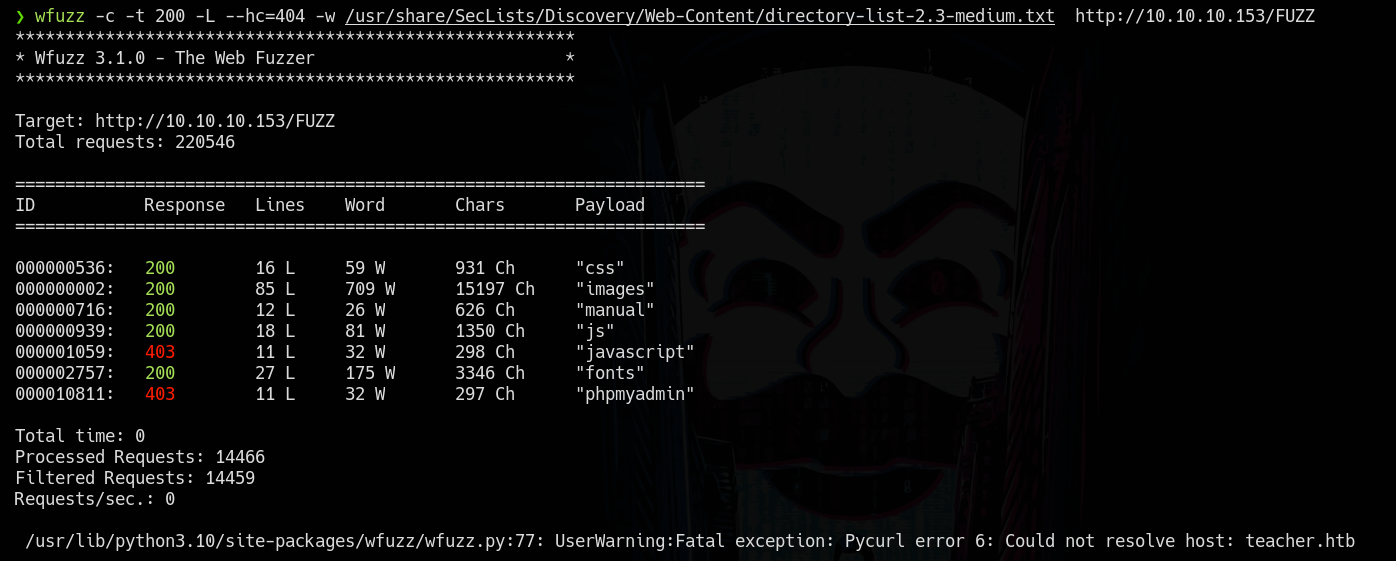 ❯ wfuzz -c -t 200 -L --hc=404 -w /usr/share/SecLists/Discovery/Web-Content/directory-list-2.3-medium.txt  http://10.10.10.153/FUZZ
********************************************************
* Wfuzz 3.1.0 - The Web Fuzzer                         *
********************************************************
Target: http://10.10.10.153/FUZZ
Total requests: 220546
=====================================================================
ID           Response   Lines    Word       Chars       Payload
=====================================================================
000000536:   200        16 L     59 W       931 Ch      "css"
000000002:   200        85 L     709 W      15197 Ch    "images"
000000716:   200        12 L     26 W       626 Ch      "manual"
000000939:   200        18 L     81 W       1350 Ch     "js"
000001059:   403        11 L     32 W       298 Ch      "javascript"
000002757:   200        27 L     175 W      3346 Ch     "fonts"
000010811:   403        11 L     32 W       297 Ch      "phpmyadmin"
Total time: 0
Processed Requests: 14466
Filtered Requests: 14459
Requests/sec.: 0
/usr/lib/python3.10/site-packages/wfuzz/wfuzz.py:77: UserWarning:Fatal exception: Pycurl error 6: Could not resolve host: teacher.htb